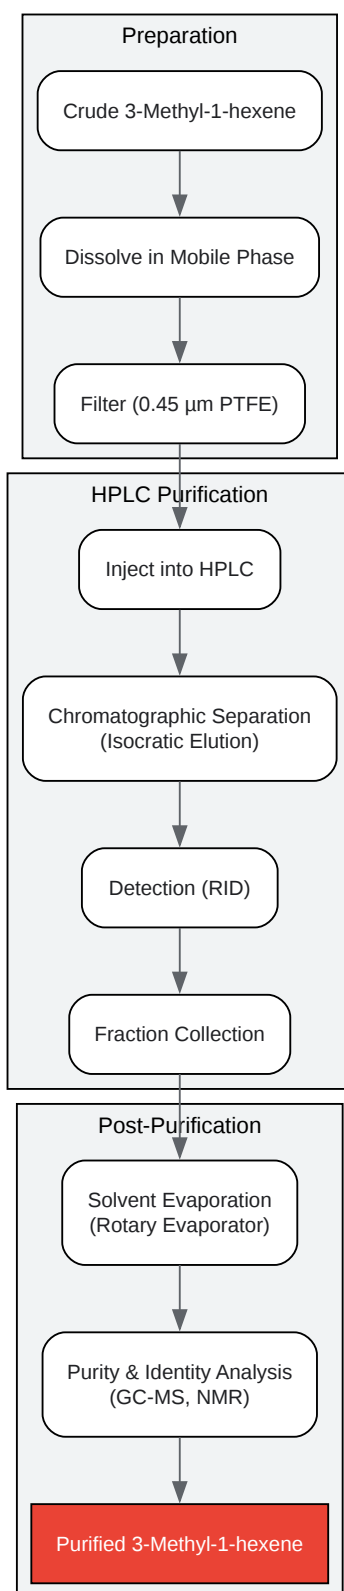 Preparation
Crude 3-Methyl-1-hexene
Dissolve in Mobile Phase
Filter (0.45 µm PTFE)
HPLC Purification
Inject into HPLC
Chromatographic Separation
(Isocratic Elution)
Detection (RID)
Fraction Collection
Post-Purification
Solvent Evaporation
(Rotary Evaporator)
Purity & Identity Analysis
(GC-MS, NMR)
Purified 3-Methyl-1-hexene